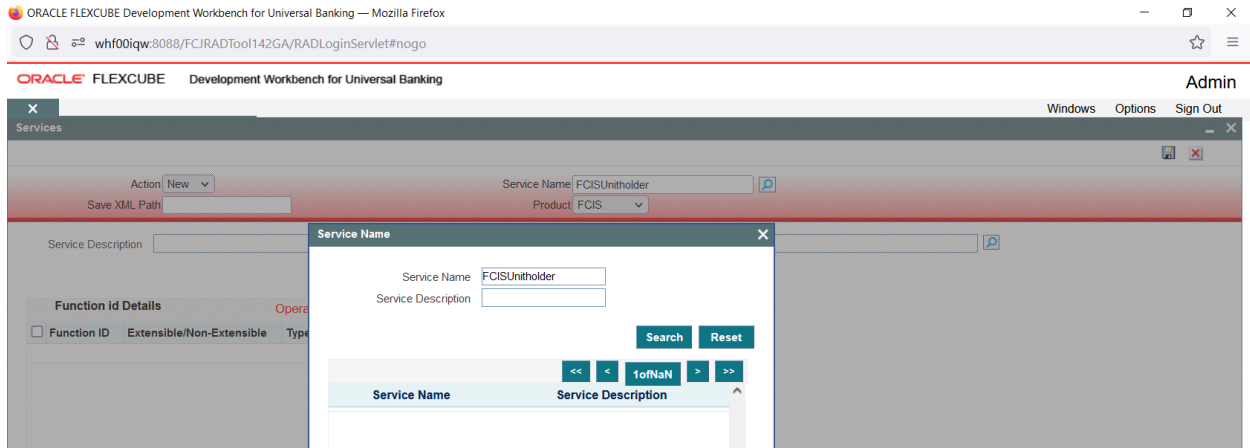 ORACLE FLEXCUBE Development Workbench for Universal Banking — Mozilla Firefox
whf00iqw:8088/FCJRADTool142GA/RADLoginServlet#nogo
ORACLE FLEXCUBE Development Workbench for Universal Banking Admin
Windows Options Sign Out
Services
Action New Service Name FCISUnitholder
Save XML Path Product FCIS
Service Description
Service Name
Service Name FCISUnitholder
Service Description
Search Reset
Function id Details Opera
Function ID Extensible/Non-Extensible Type
<< < 1ofNaN > >>
Service Name Service Description